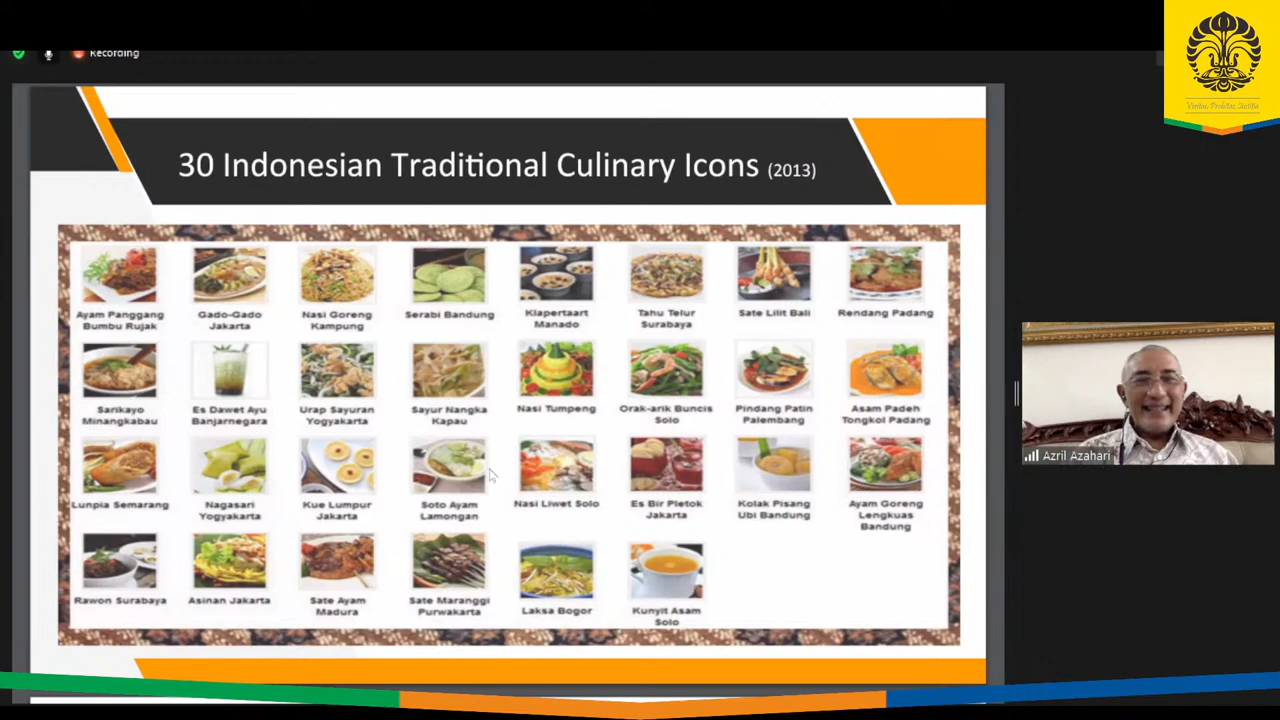 Recording
Veritas, Probitas, Justitia
30 Indonesian Traditional Culinary Icons (2013)
Ayam Panggang
Bumbu Rujak
Gado-Gado
Jakarta
Nasi Goreng
Kampung
Serabi Bandung
Klapertaart
Manado
Tahu Telur
Surabaya
Sate Lilit Bali
Rendang Padang
Sarikayo
Minangkabau
Es Dawet Ayu
Banjarnegara
Urap Sayuran
Yogyakarta
Sayur Nangka
Kapau
Nasi Tumpeng
Orak-arik Buncis
Solo
Pindang Patin
Palembang
Asam Padeh
Tongkol Padang
Lunpia Semarang
Nagasari
Yogyakarta
Kue Lumpur
Jakarta
Soto Ayam
Lamongan
Nasi Liwet Solo
Es Bir Pletok
Jakarta
Kolak Pisang
Ubi Bandung
Ayam Goreng
Lengkuas
Bandung
Rawon Surabaya
Asinan Jakarta
Sate Ayam
Madura
Sate Maranggi
Purwakarta
Laksa Bogor
Kunyit Asam
Solo
Azril Azahari